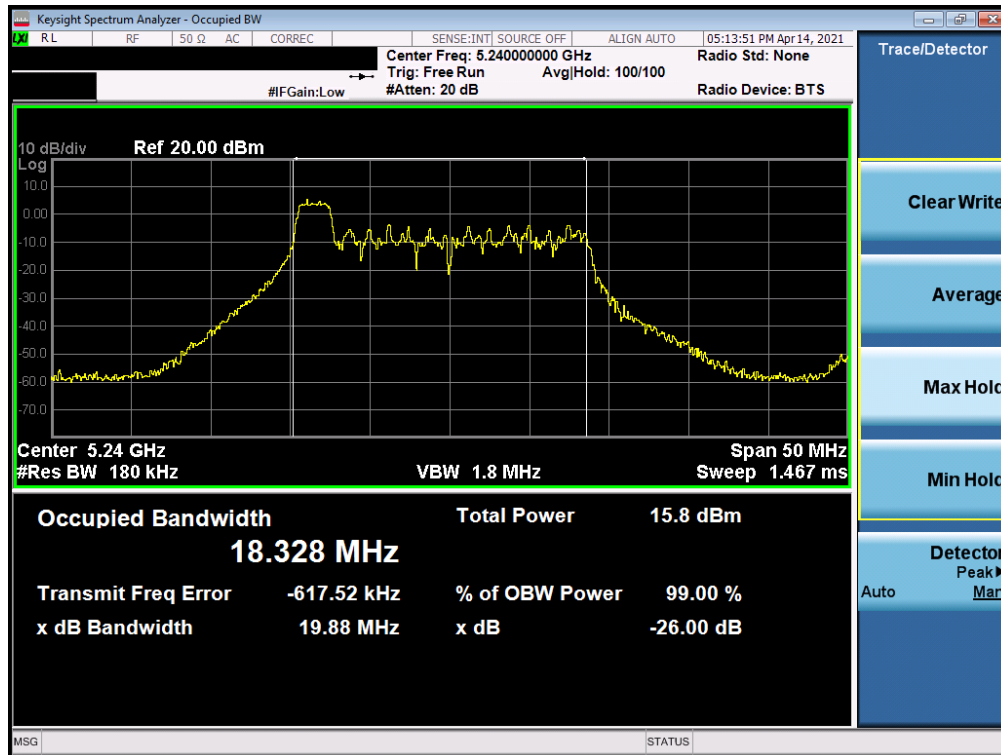 Keysight Spectrum Analyzer - Occupied BW
LXI RL RF 50 Ω AC CORREC SENSE:INT SOURCE OFF ALIGN AUTO 05:13:51 PM Apr 14, 2021
Center Freq: 5.240000000 GHz Radio Std: None
Trig: Free Run Avg|Hold: 100/100
#IFGain:Low #Atten: 20 dB Radio Device: BTS
Trace/Detector
10 dB/div Ref 20.00 dBm
Log
10.0
0.00
-10.0
-20.0
-30.0
-40.0
-50.0
-60.0
-70.0
Center 5.24 GHz Span 50 MHz
#Res BW 180 kHz VBW 1.8 MHz Sweep 1.467 ms
Occupied Bandwidth Total Power 15.8 dBm
18.328 MHz
Transmit Freq Error -617.52 kHz % of OBW Power 99.00 %
x dB Bandwidth 19.88 MHz x dB -26.00 dB
Clear Write
Average
Max Hold
Min Hold
Detector
Peak
Auto Man
MSG STATUS